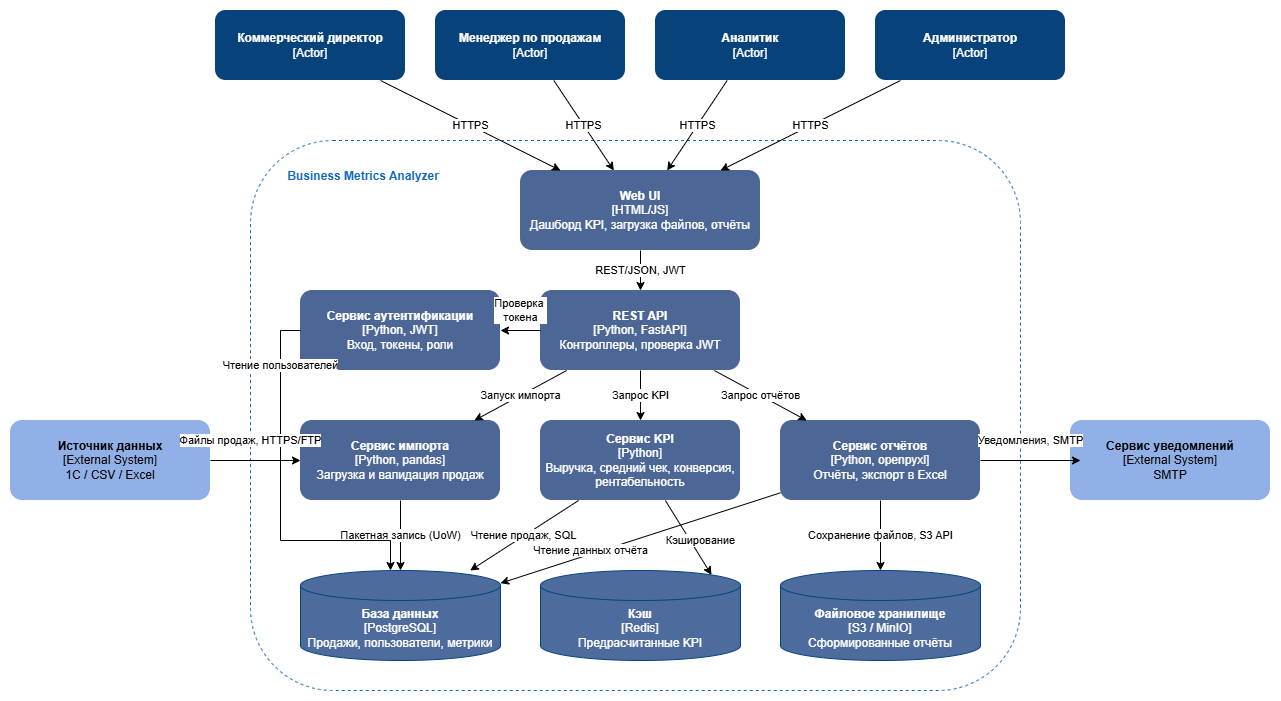 Коммерческий директор
[Actor]
Менеджер по продажам
[Actor]
Аналитик
[Actor]
Администратор
[Actor]
HTTPS
HTTPS
HTTPS
HTTPS
Business Metrics Analyzer
Web UI
[HTML/JS]
Дашборд KPI, загрузка файлов, отчёты
REST/JSON, JWT
Сервис аутентификации
[Python, JWT]
Вход, токены, роли
Проверка
токена
REST API
[Python, FastAPI]
Контроллеры, проверка JWT
Чтение пользователей
Запуск импорта
Запрос KPI
Запрос отчётов
Источник данных
[External System]
1С / CSV / Excel
Файлы продаж, HTTPS/FTP
Сервис импорта
[Python, pandas]
Загрузка и валидация продаж
Сервис KPI
[Python]
Выручка, средний чек, конверсия,
рентабельность
Сервис отчётов
[Python, openpyxl]
Отчёты, экспорт в Excel
Уведомления, SMTP
Сервис уведомлений
[External System]
SMTP
Пакетная запись (UoW)
Чтение продаж, SQL
Чтение данных отчёта
Кэширование
Сохранение файлов, S3 API
База данных
[PostgreSQL]
Продажи, пользователи, метрики
Кэш
[Redis]
Предрасчитанные KPI
Файловое хранилище
[S3 / MinIO]
Сформированные отчёты